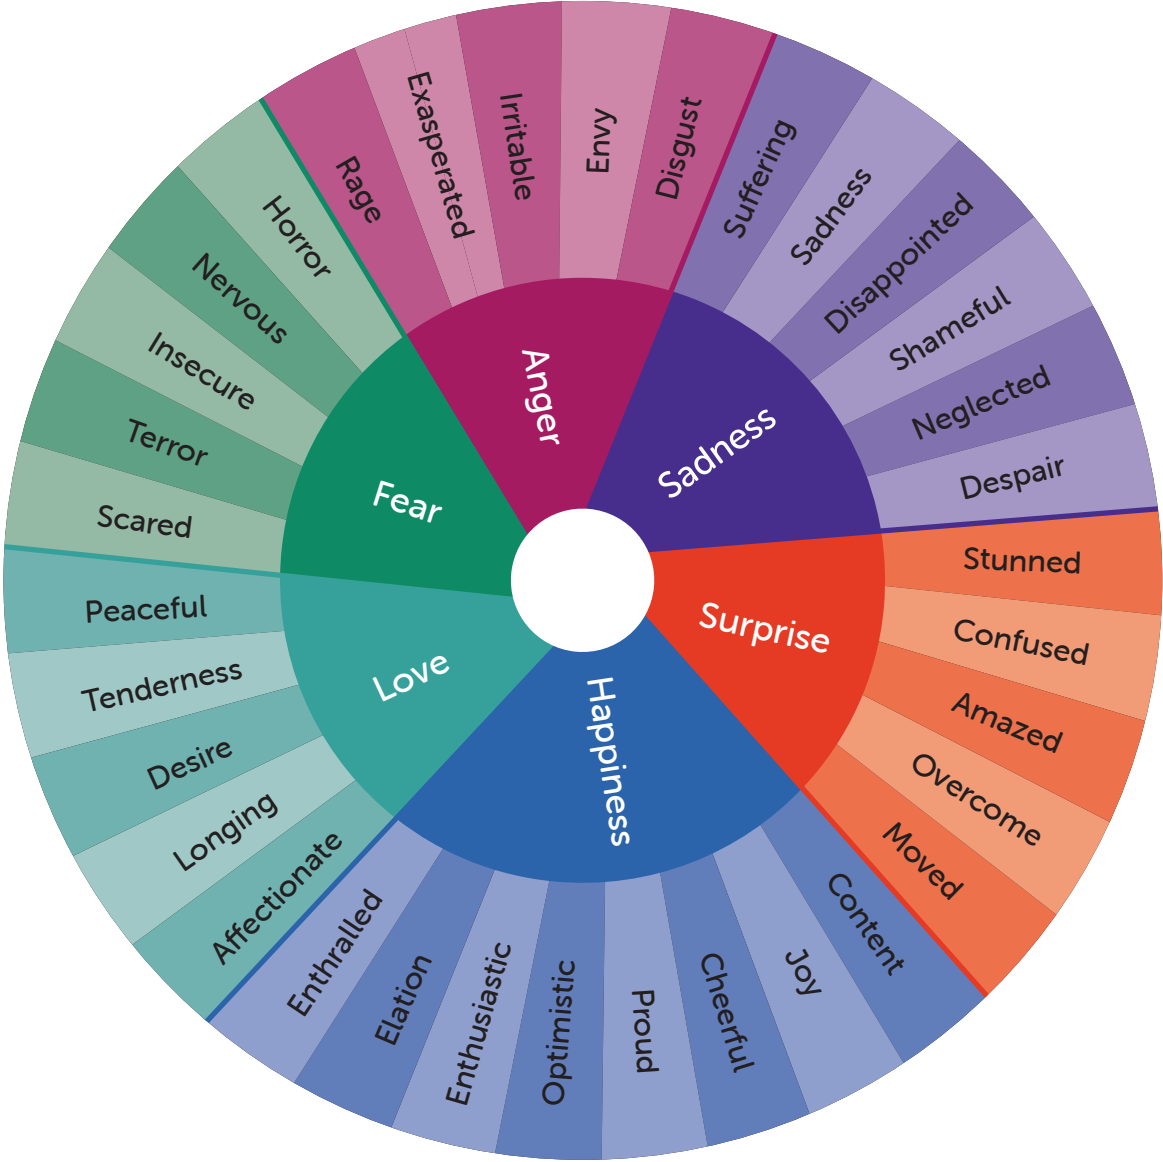 Anger
Rage
Exasperated
Irritable
Envy
Disgust
Sadness
Suffering
Sadness
Disappointed
Shameful
Neglected
Despair
Surprise
Stunned
Confused
Amazed
Overcome
Moved
Happiness
Content
Joy
Cheerful
Proud
Optimistic
Enthusiastic
Elation
Enthralled
Love
Affectionate
Longing
Desire
Tenderness
Peaceful
Fear
Scared
Terror
Insecure
Nervous
Horror